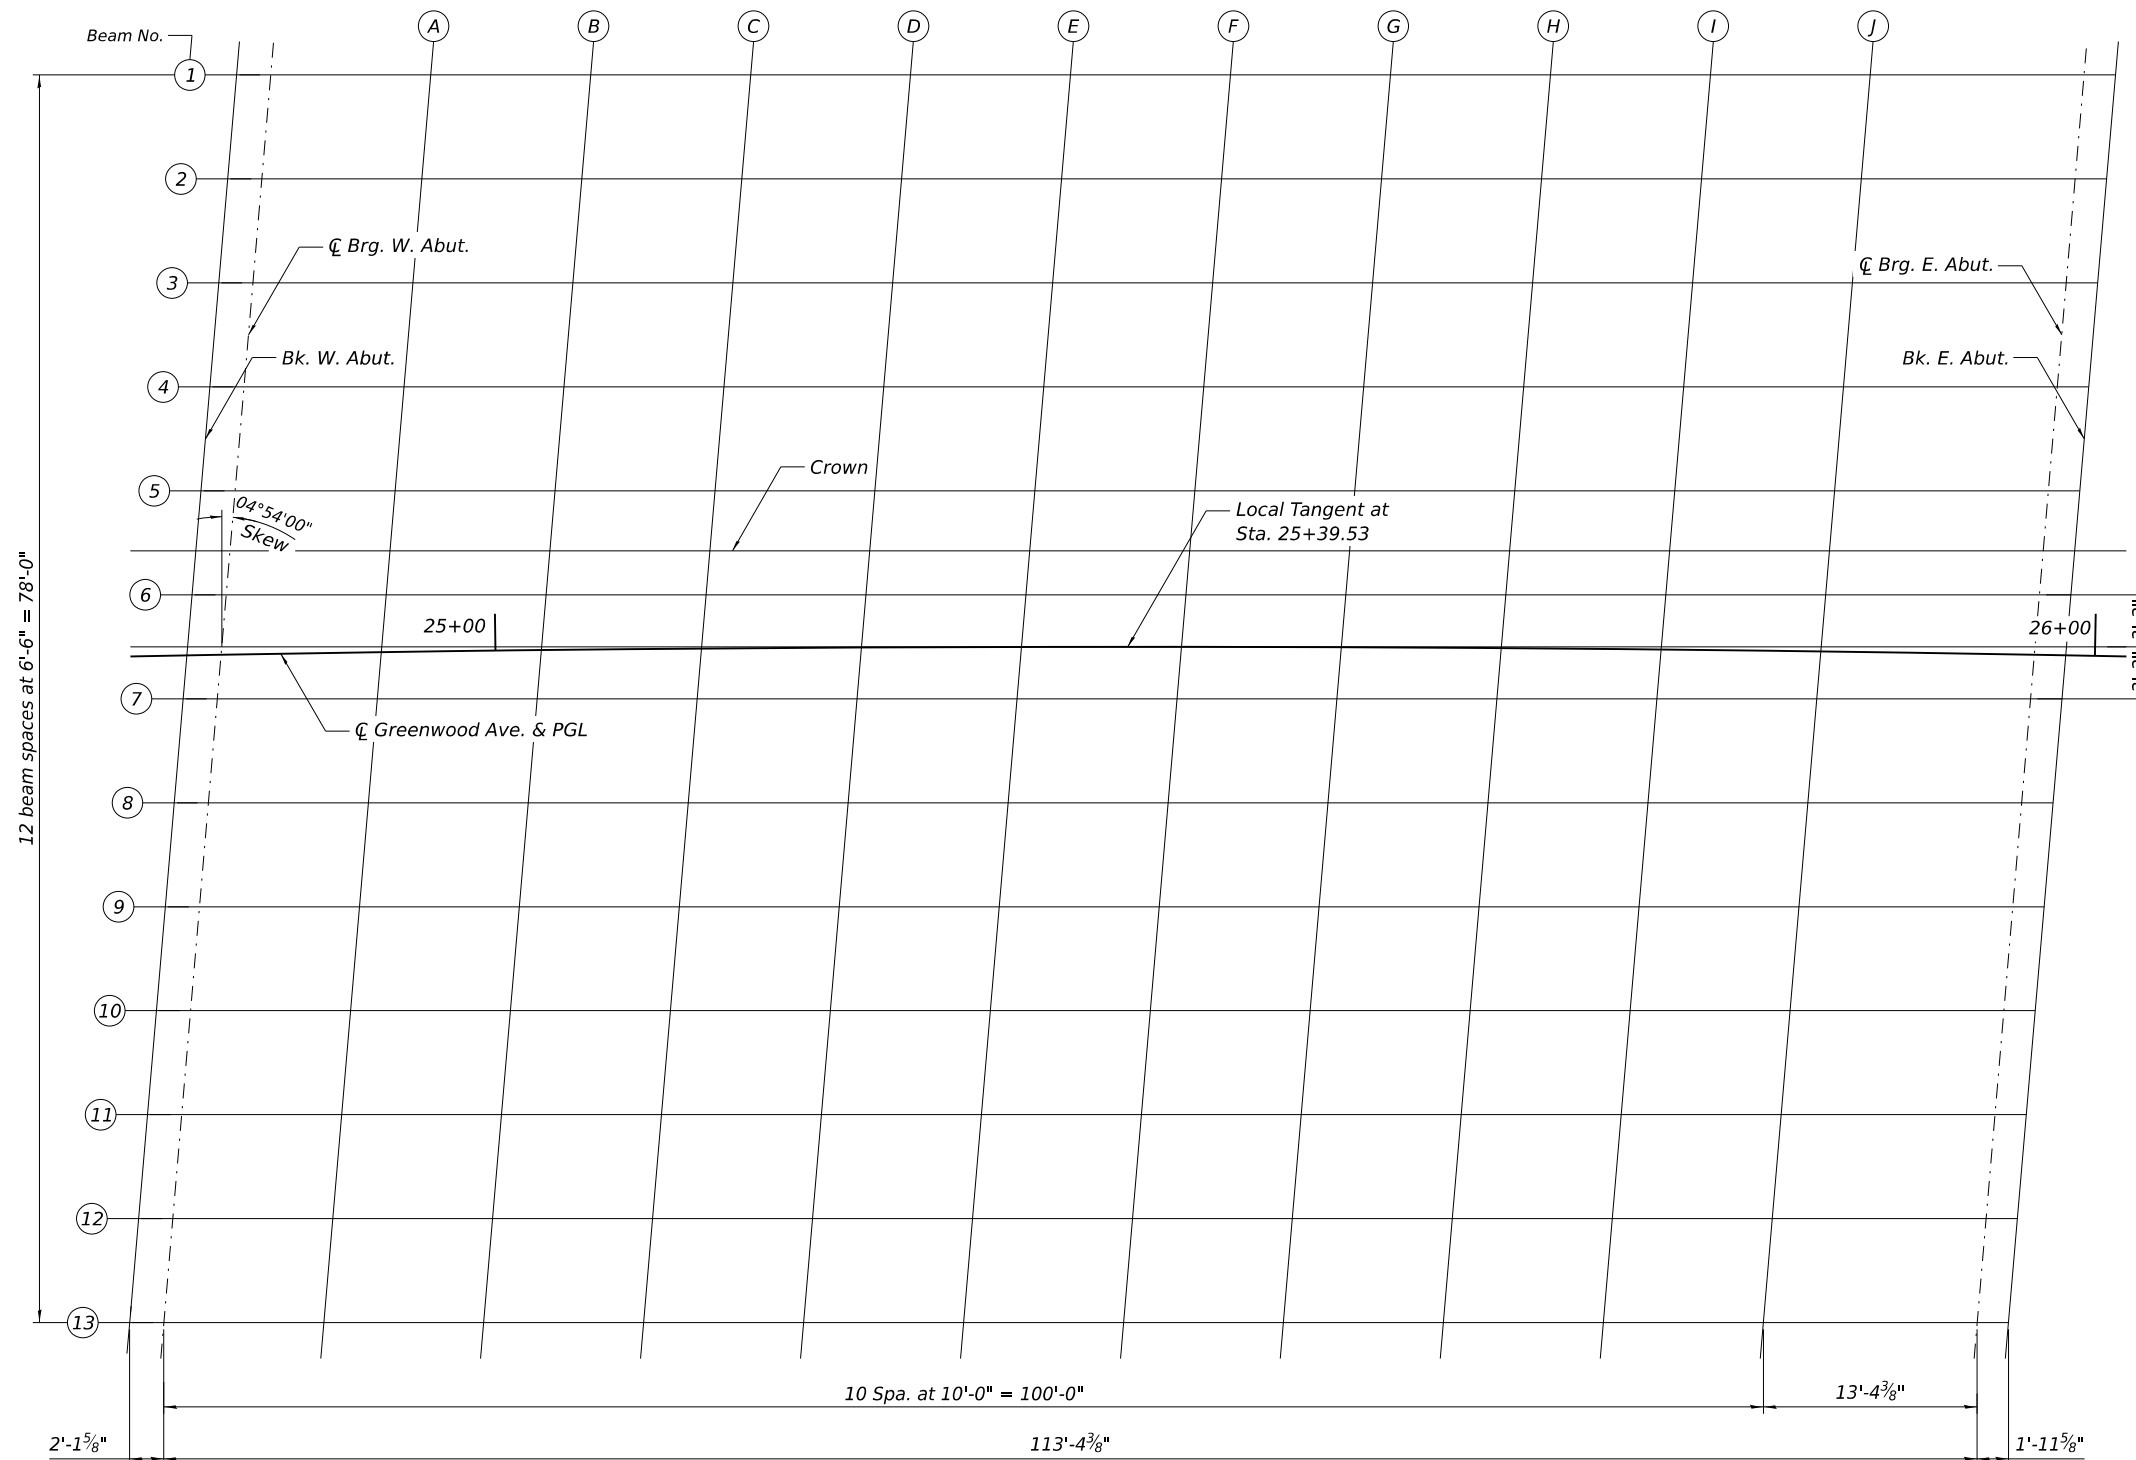 A B C D E F G H I J
Beam No.
1
2
℄ Brg. W. Abut.
℄ Brg. E. Abut.
3
Bk. W. Abut.
Bk. E. Abut.
4
Crown
5
04°54'00"
Skew
Local Tangent at
Sta. 25+39.53
12 beam spaces at 6'-6" = 78'-0"
6
25+00
26+00
7
℄ Greenwood Ave. & PGL
8
9
10
11
12
13
10 Spa. at 10'-0" = 100'-0"
13'-4⅜"
2'-1⅝"
113'-4⅜"
1'-11⅝"